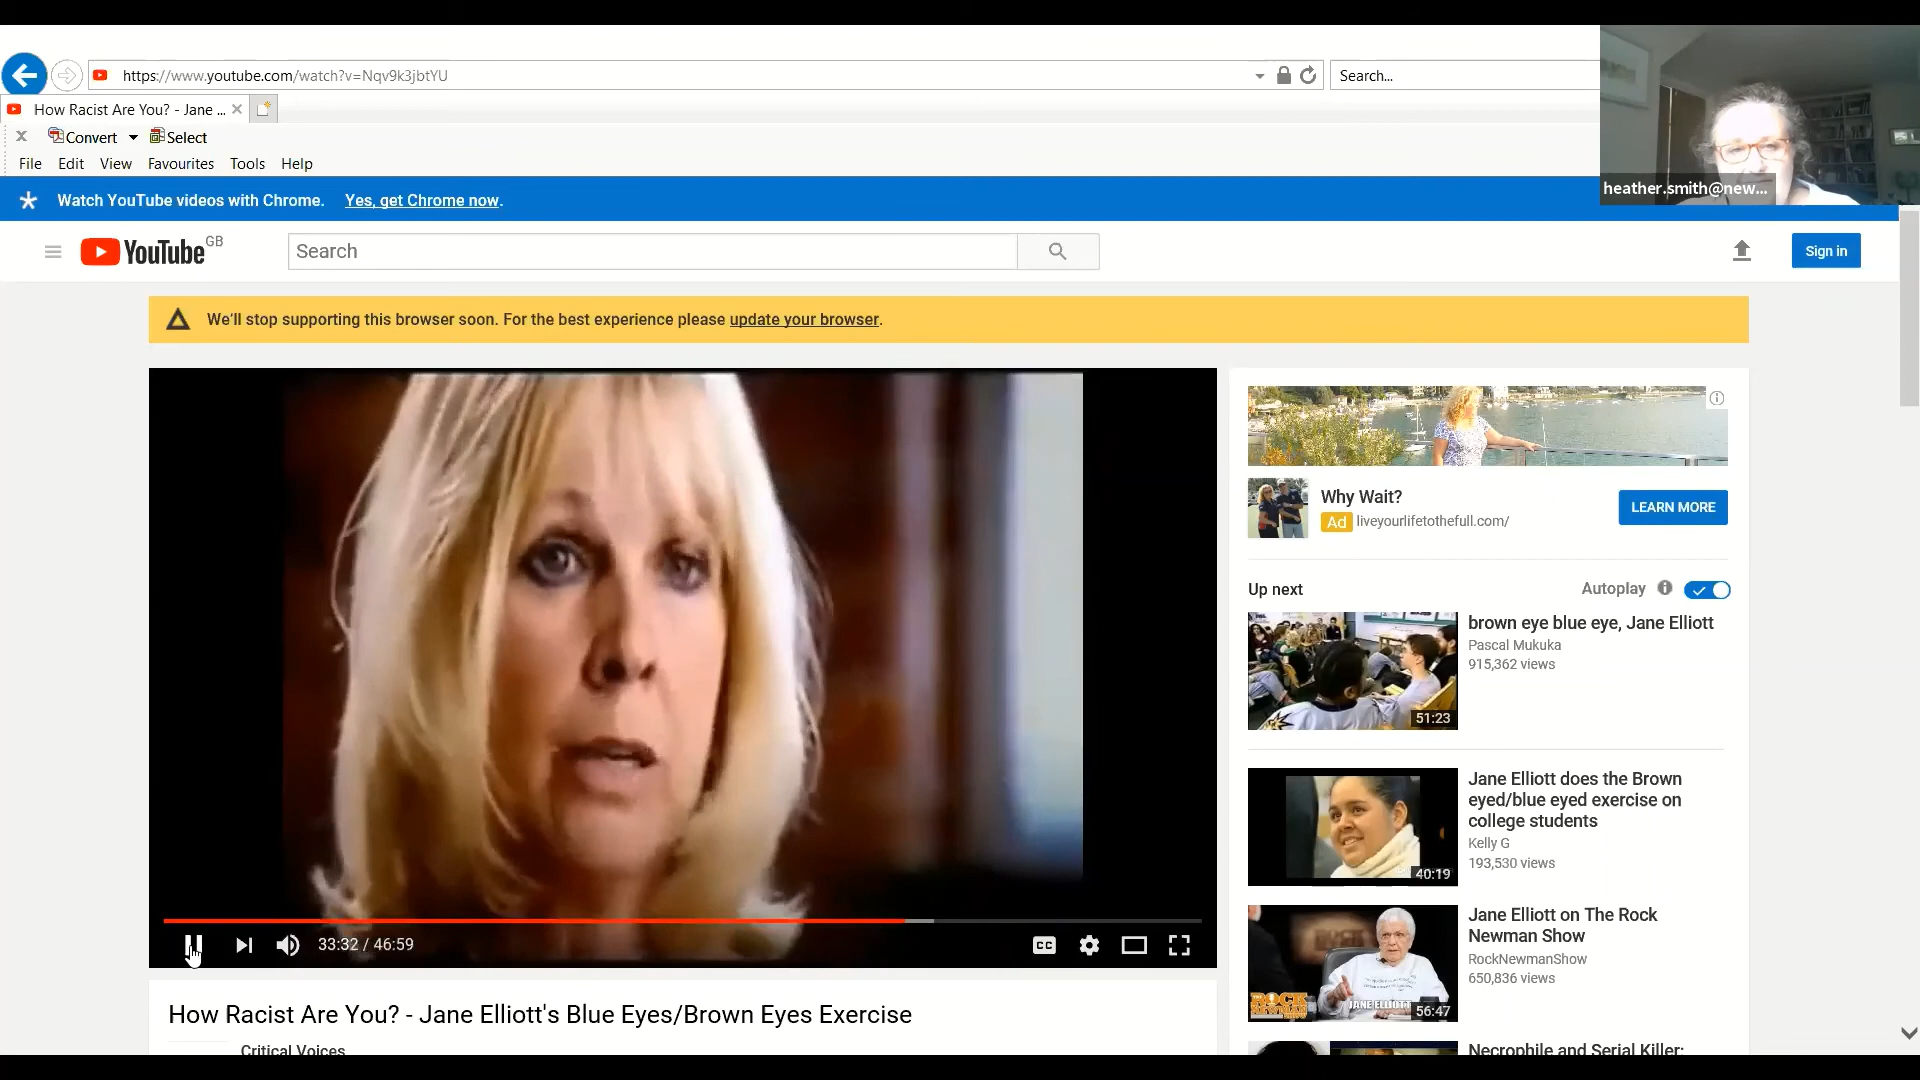 https://www.youtube.com/watch?v=Nqv9k3jbtYU
Search...
How Racist Are You? - Jane ...
Convert
Select
File Edit View Favourites Tools Help
heather.smith@new...
Watch YouTube videos with Chrome. Yes, get Chrome now.
YouTube GB
Search
Sign in
We'll stop supporting this browser soon. For the best experience please update your browser.
Why Wait?
Ad liveyourlifetothefull.com/
LEARN MORE
Up next
Autoplay
brown eye blue eye, Jane Elliott
Pascal Mukuka
915,362 views
51:23
Jane Elliott does the Brown
eyed/blue eyed exercise on
college students
Kelly G
193,530 views
40:19
Jane Elliott on The Rock
Newman Show
RockNewmanShow
650,836 views
ROCK
NEWMAN
SHOW
JANE ELLIOTT
56:47
Necrophile and Serial Killer:
33:32 / 46:59
CC
How Racist Are You? - Jane Elliott's Blue Eyes/Brown Eyes Exercise
Critical Voices